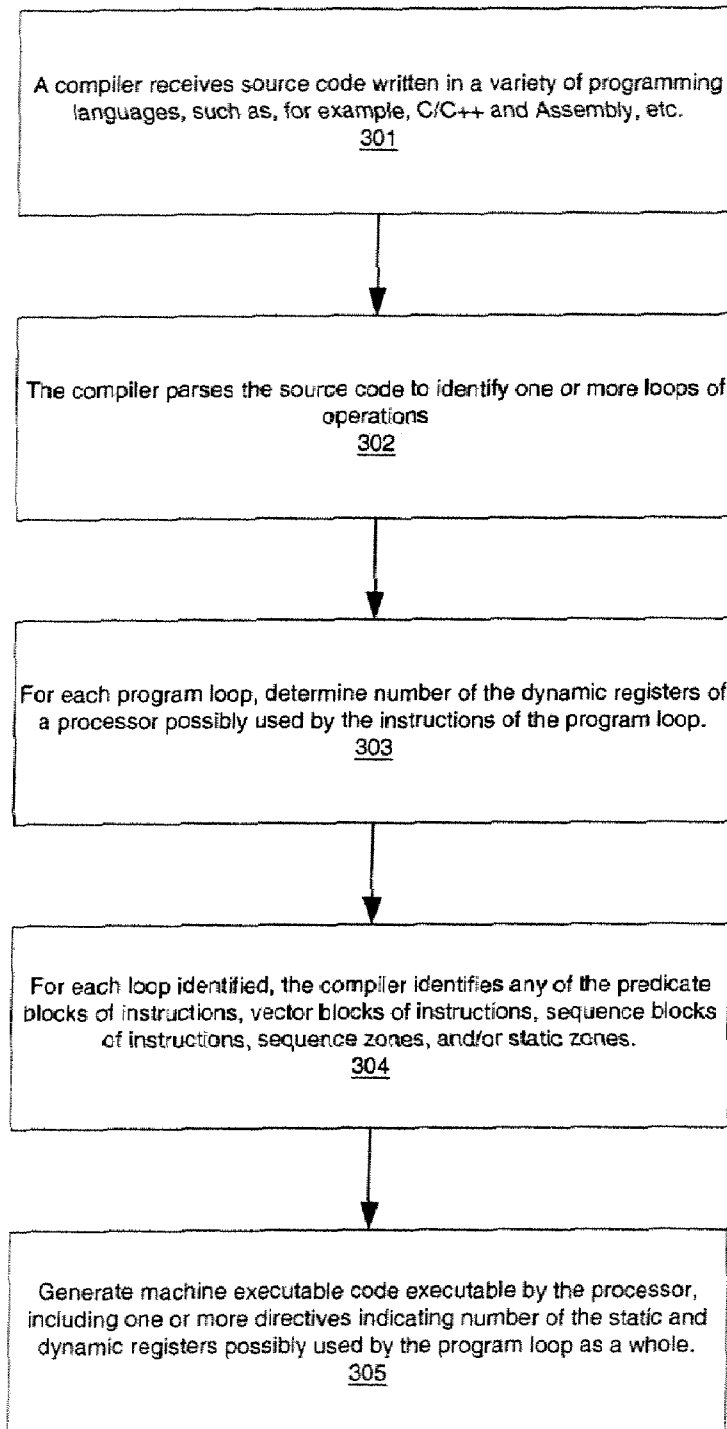 A compiler receives source code written in a variety of programming
languages, such as, for example, C/C++ and Assembly, etc.
301
The compiler parses the source code to identify one or more loops of
operations
302
For each program loop, determine number of the dynamic registers of
a processor possibly used by the instructions of the program loop.
303
For each loop identified, the compiler identifies any of the predicate
blocks of instructions, vector blocks of instructions, sequence blocks
of instructions, sequence zones, and/or static zones.
304
Generate machine executable code executable by the processor,
including one or more directives indicating number of the static and
dynamic registers possibly used by the program loop as a whole.
305